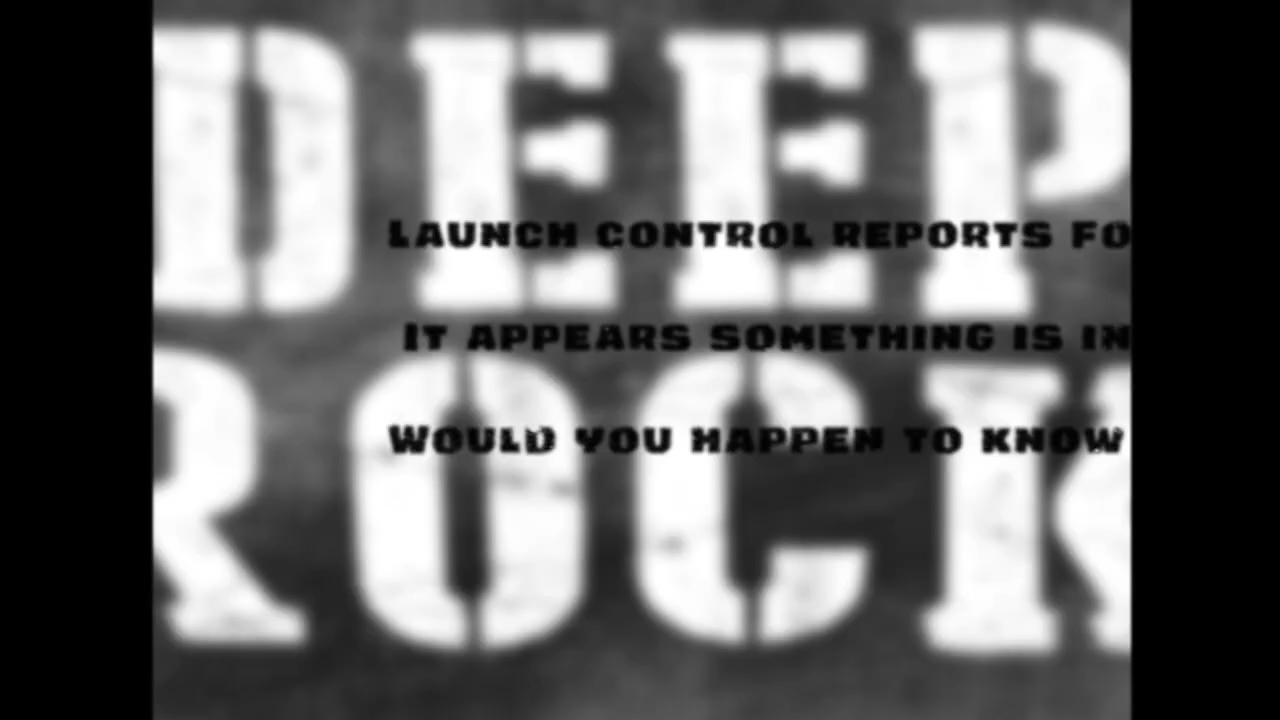 DEEP
LAUNCH CONTROL REPORTS FO
IT APPEARS SOMETHING IS IN
ROCK
WOULD YOU HAPPEN TO KNOW